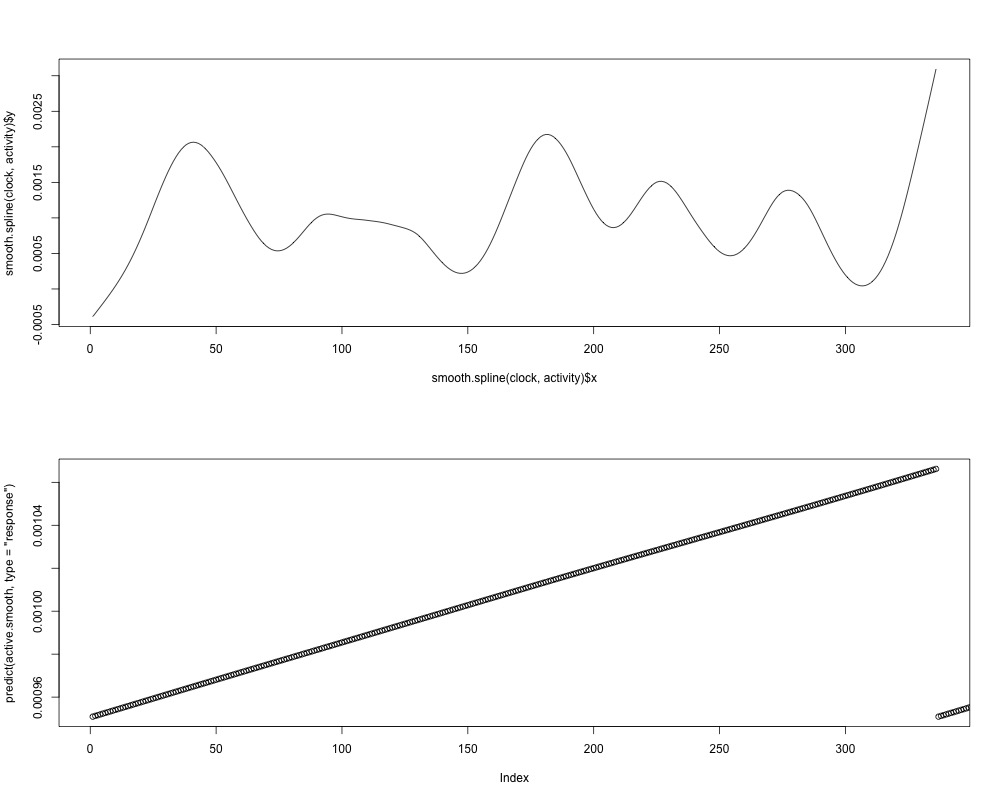 smooth.spline(clock, activity)$y
0.0025
0.0015
0.0005
-0.0005
0 50 100 150 200 250 300
smooth.spline(clock, activity)$x
predict(active.smooth, type = "response")
0.00104
0.00100
0.00096
0 50 100 150 200 250 300
Index